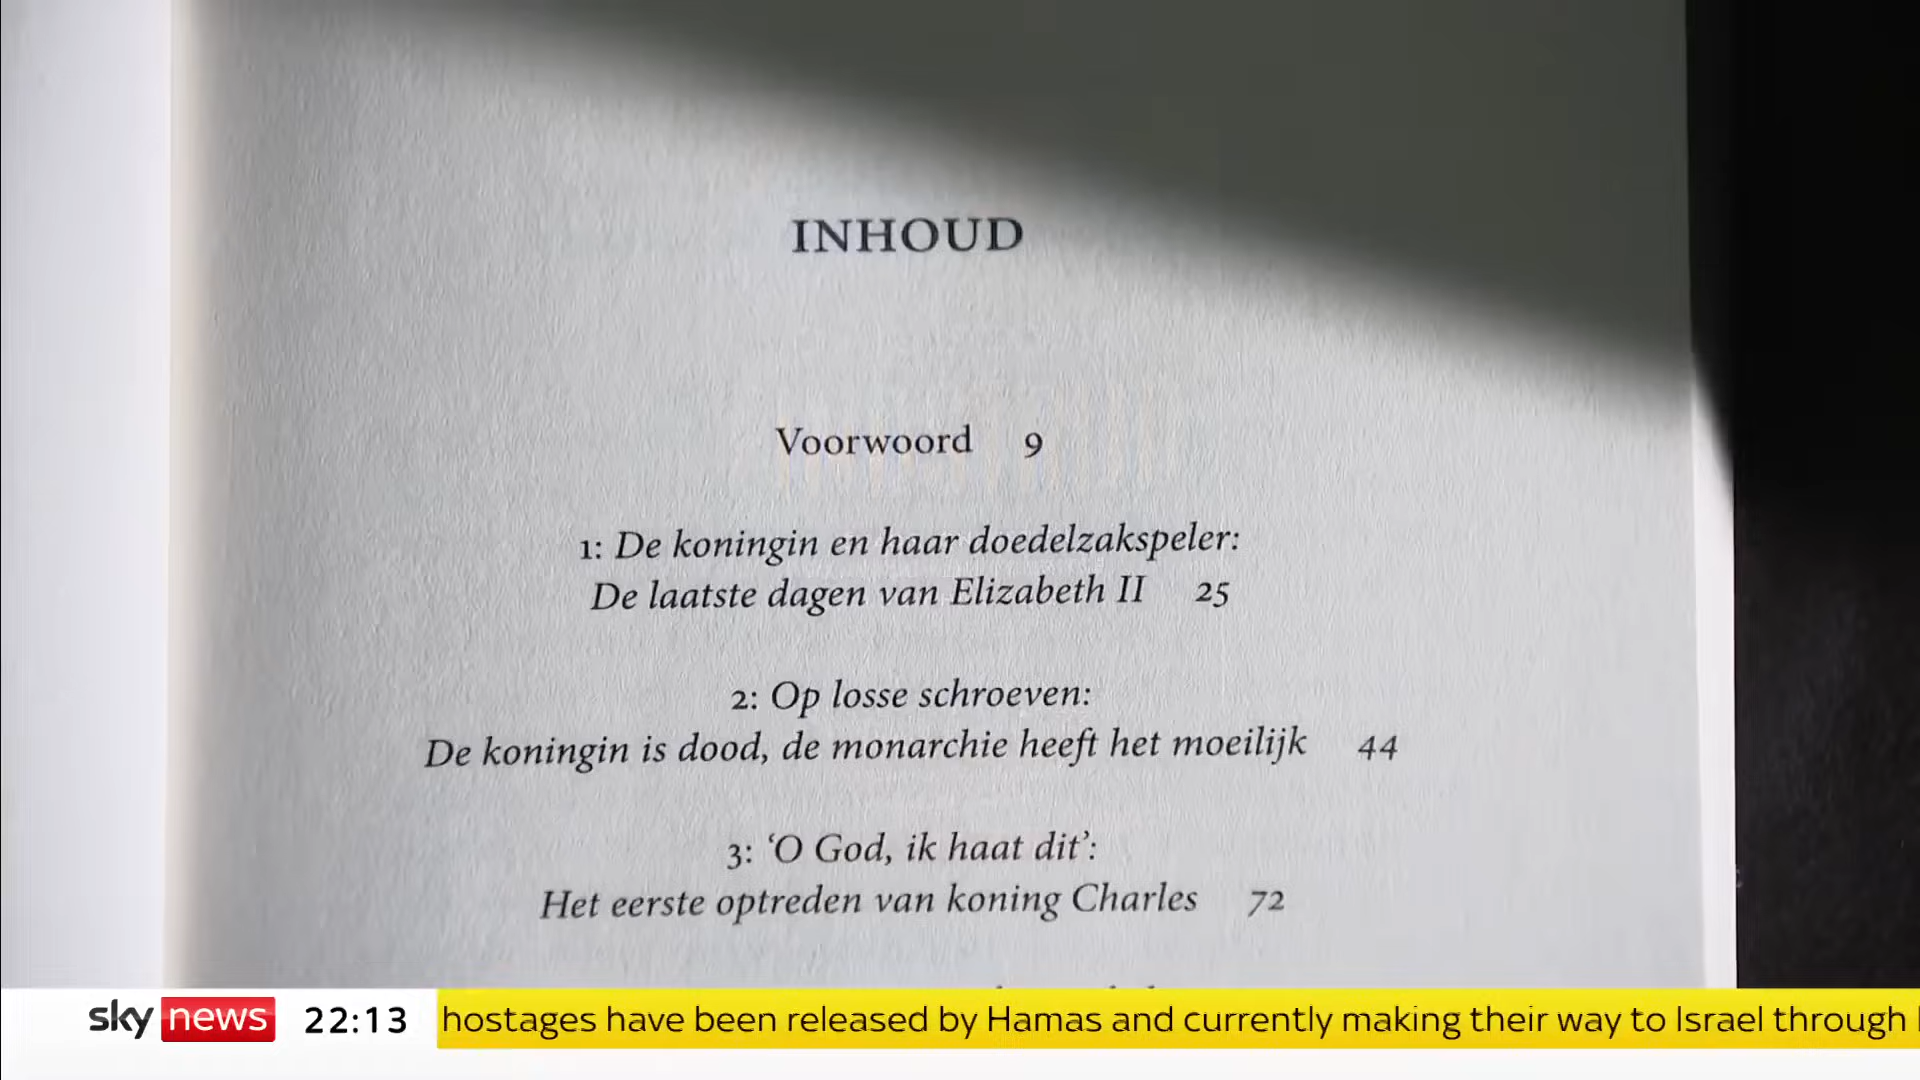 INHOUD
Voorwoord 9
1: De koningin en haar doedelzakspeler:
De laatste dagen van Elizabeth II 25
2: Op losse schroeven:
De koningin is dood, de monarchie heeft het moeilijk 44
3: ‘O God, ik haat dit’:
Het eerste optreden van koning Charles 72
sky news 22:13 hostages have been released by Hamas and currently making their way to Israel through